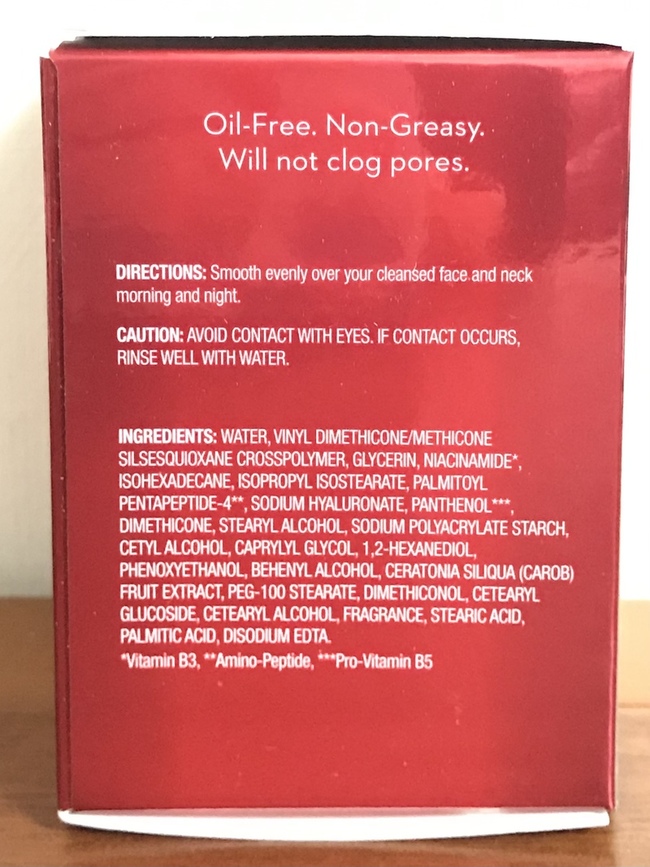 Oil-Free. Non-Greasy.
Will not clog pores.
DIRECTIONS: Smooth evenly over your cleansed face and neck
morning and night.
CAUTION: AVOID CONTACT WITH EYES. IF CONTACT OCCURS,
RINSE WELL WITH WATER.
INGREDIENTS: WATER, VINYL DIMETHICONE/METHICONE
SILSESQUIOXANE CROSSPOLYMER, GLYCERIN, NIACINAMIDE*,
ISOHEXADECANE, ISOPROPYL ISOSTEARATE, PALMITOYL
PENTAPEPTIDE-4**, SODIUM HYALURONATE, PANTHENOL***,
DIMETHICONE, STEARYL ALCOHOL, SODIUM POLYACRYLATE STARCH,
CETYL ALCOHOL, CAPRYLYL GLYCOL, 1,2-HEXANEDIOL,
PHENOXYETHANOL, BEHENYL ALCOHOL, CERATONIA SILIQUA (CAROB)
FRUIT EXTRACT, PEG-100 STEARATE, DIMETHICONOL, CETEARYL
GLUCOSIDE, CETEARYL ALCOHOL, FRAGRANCE, STEARIC ACID,
PALMITIC ACID, DISODIUM EDTA.
*Vitamin B3, **Amino-Peptide, ***Pro-Vitamin B5